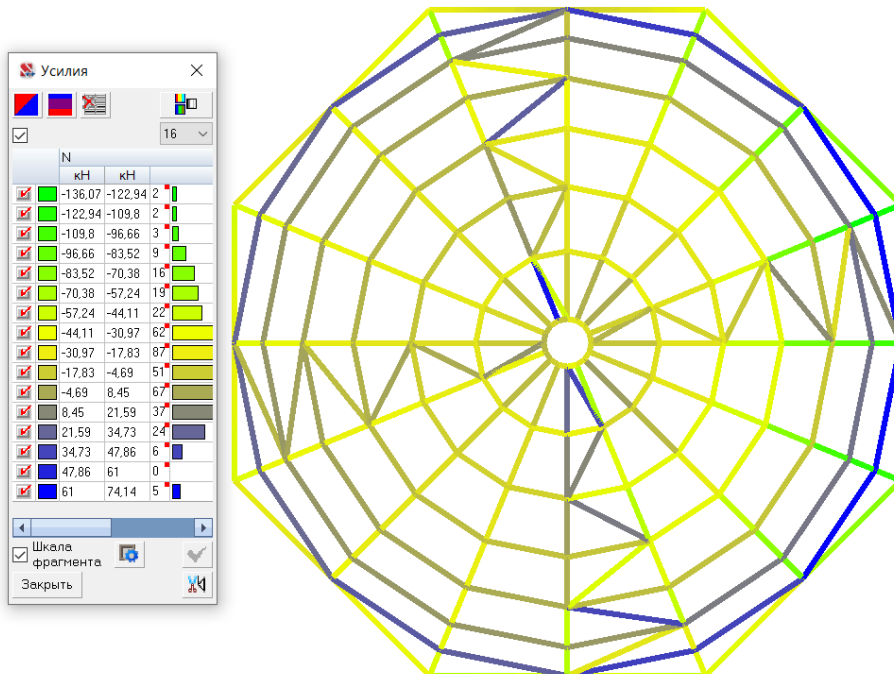 Усилия
16
N
кН кН
-136,07 -122,94 2
-122,94 -109,8 2
-109,8 -96,66 3
-96,66 -83,52 9
-83,52 -70,38 16
-70,38 -57,24 19
-57,24 -44,11 22
-44,11 -30,97 62
-30,97 -17,83 87
-17,83 -4,69 51
-4,69 8,45 67
8,45 21,59 37
21,59 34,73 24
34,73 47,86 6
47,86 61 0
61 74,14 5
Шкала
фрагмента
Закрыть